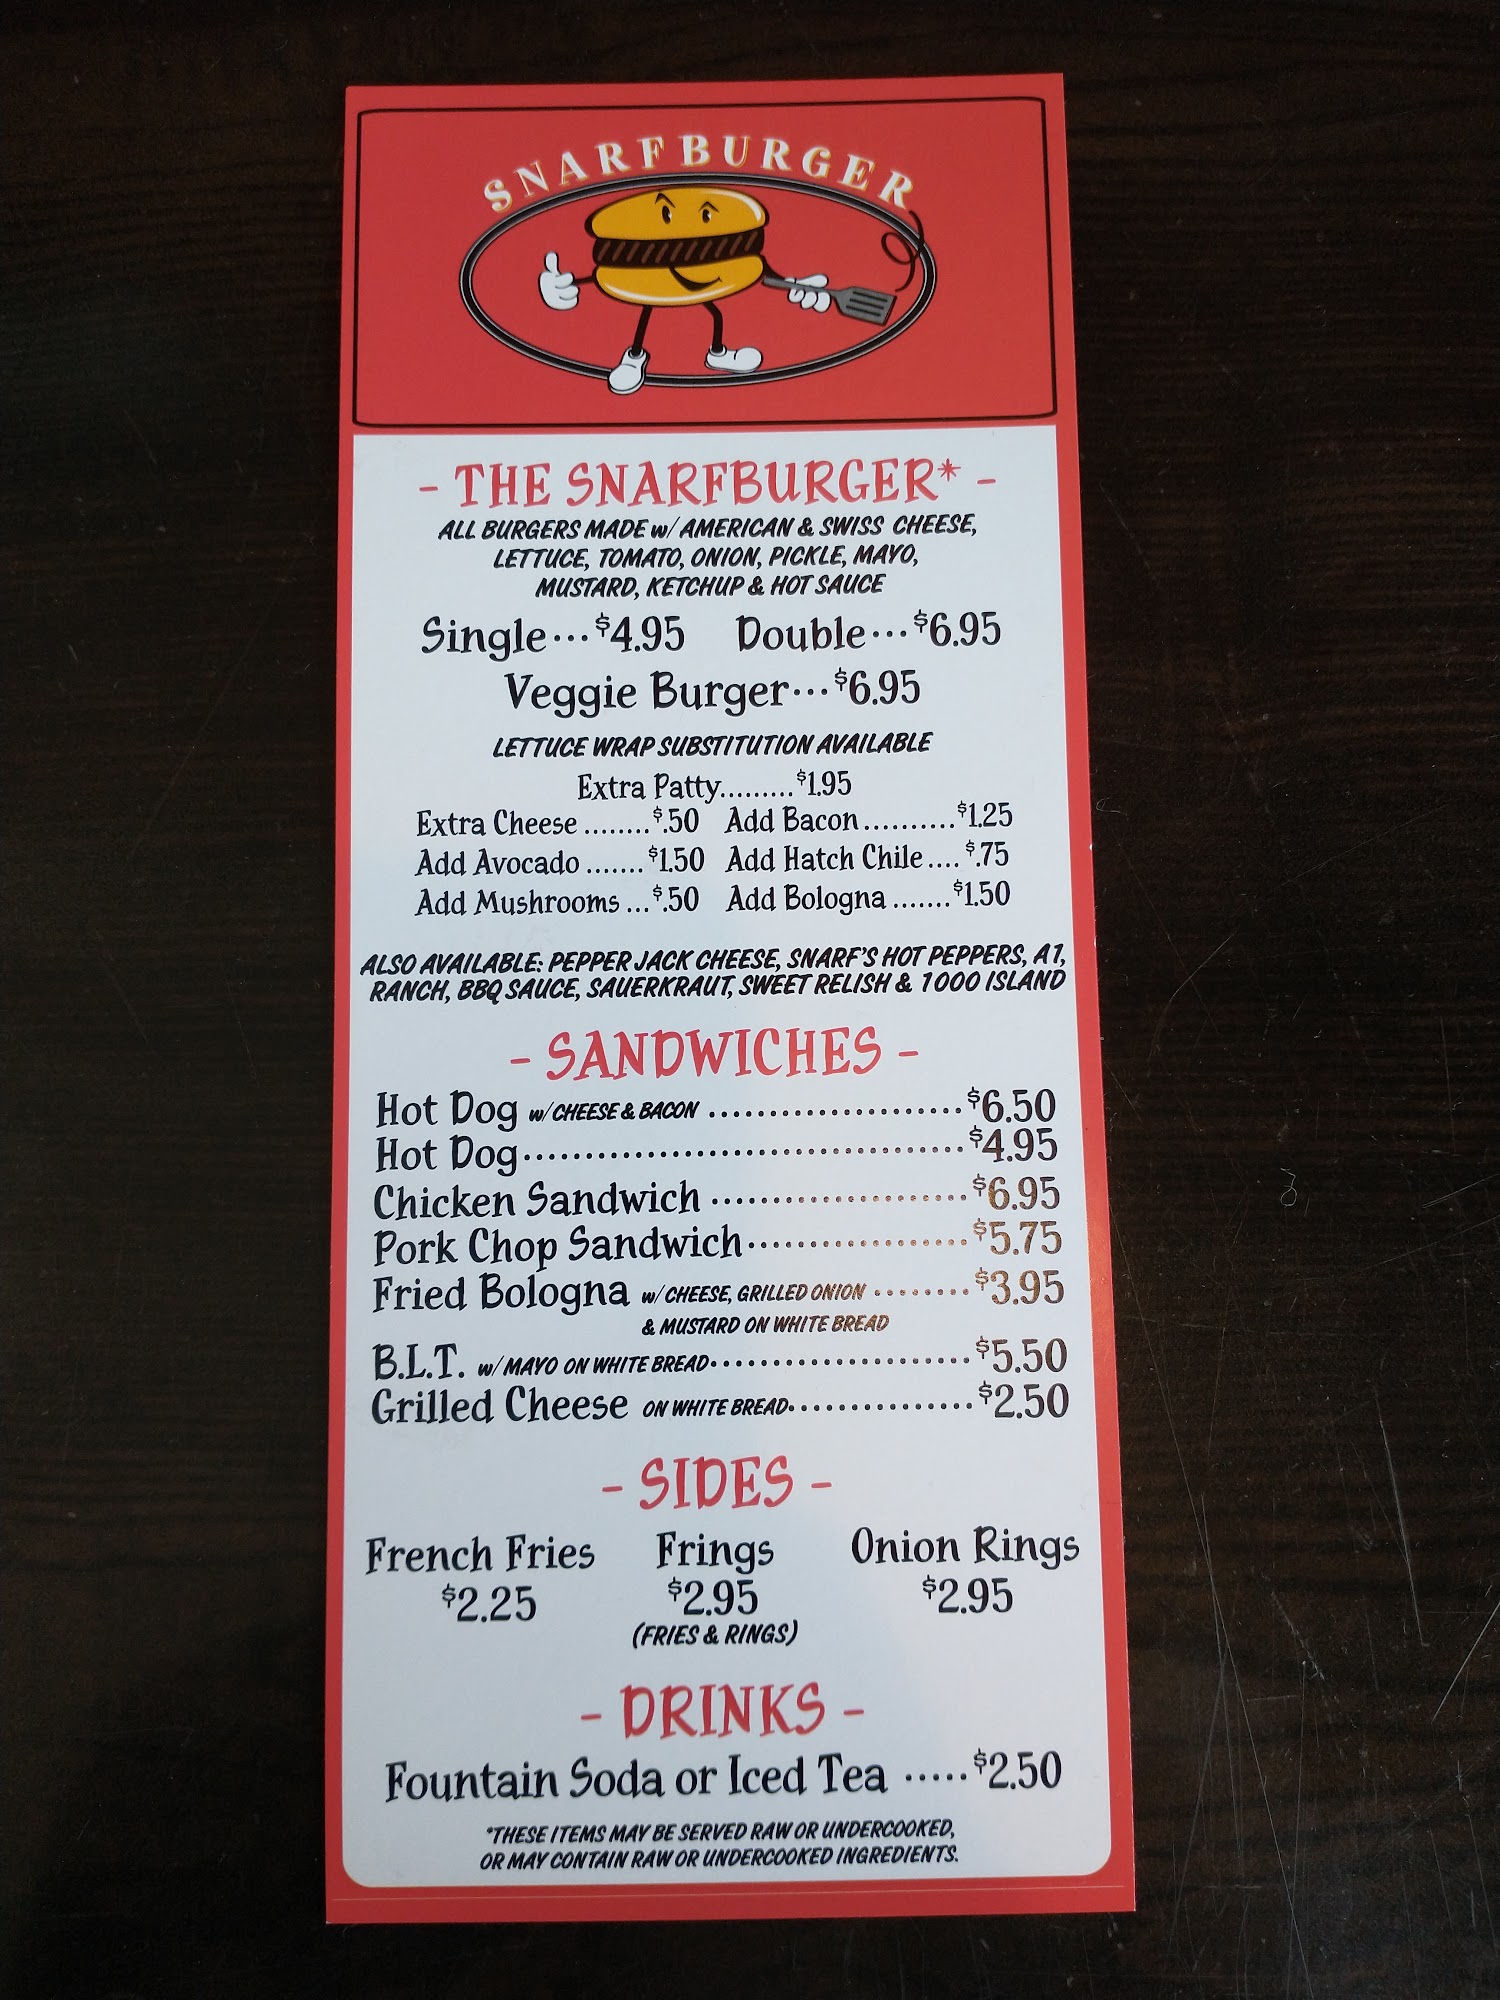 SNARFBURGER
- THE SNARFBURGER* -
ALL BURGERS MADE w/ AMERICAN & SWISS CHEESE,
LETTUCE, TOMATO, ONION, PICKLE, MAYO,
MUSTARD, KETCHUP & HOT SAUCE
Single...$4.95 Double...$6.95
Veggie Burger...$6.95
LETTUCE WRAP SUBSTITUTION AVAILABLE
Extra Patty.........$1.95
Extra Cheese ........$.50 Add Bacon..........$1.25
Add Avocado .......$1.50 Add Hatch Chile....$.75
Add Mushrooms ...$.50 Add Bologna .......$1.50
ALSO AVAILABLE: PEPPER JACK CHEESE, SNARF'S HOT PEPPERS, A1,
RANCH, BBQ SAUCE, SAUERKRAUT, SWEET RELISH & 1000 ISLAND
- SANDWICHES -
Hot Dog w/ CHEESE & BACON .....................$6.50
Hot Dog.....................................$4.95
Chicken Sandwich .....................$6.95
Pork Chop Sandwich..................$5.75
Fried Bologna w/ CHEESE, GRILLED ONION ........$3.95
& MUSTARD ON WHITE BREAD
B.L.T. w/ MAYO ON WHITE BREAD......................$5.50
Grilled Cheese ON WHITE BREAD................$2.50
- SIDES -
French Fries Frings Onion Rings
$2.25 $2.95 $2.95
(FRIES & RINGS)
- DRINKS -
Fountain Soda or Iced Tea .....$2.50
*THESE ITEMS MAY BE SERVED RAW OR UNDERCOOKED,
OR MAY CONTAIN RAW OR UNDERCOOKED INGREDIENTS.